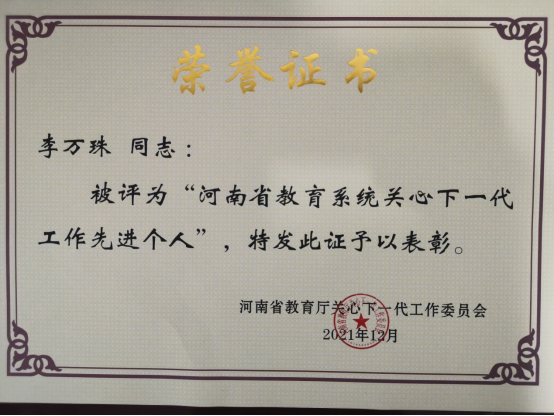 荣誉证书
李万珠 同志：
被评为“河南省教育系统关心下一代
工作先进个人”，特发此证予以表彰。
河南省教育厅关心下一代工作委员会
2021年12月